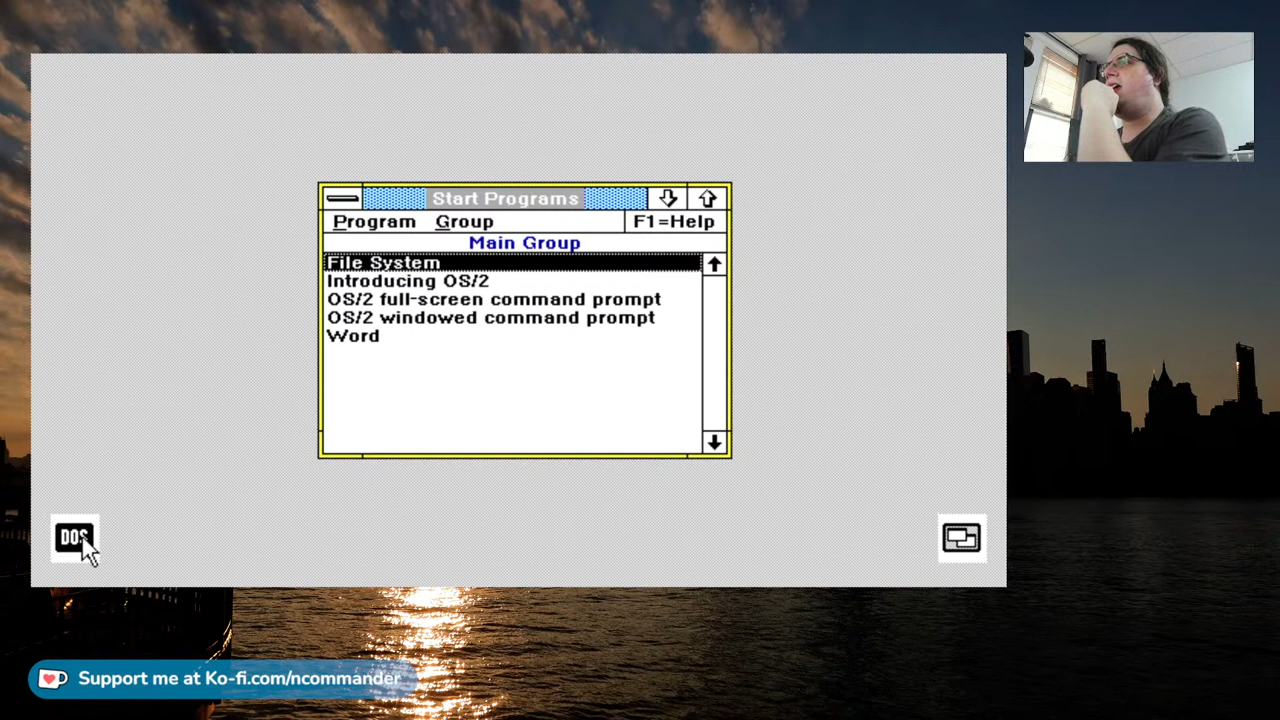 Start Programs
Program Group F1=Help
Main Group
File System
Introducing OS/2
OS/2 full-screen command prompt
OS/2 windowed command prompt
Word
DOS
Support me at Ko-fi.com/ncommander